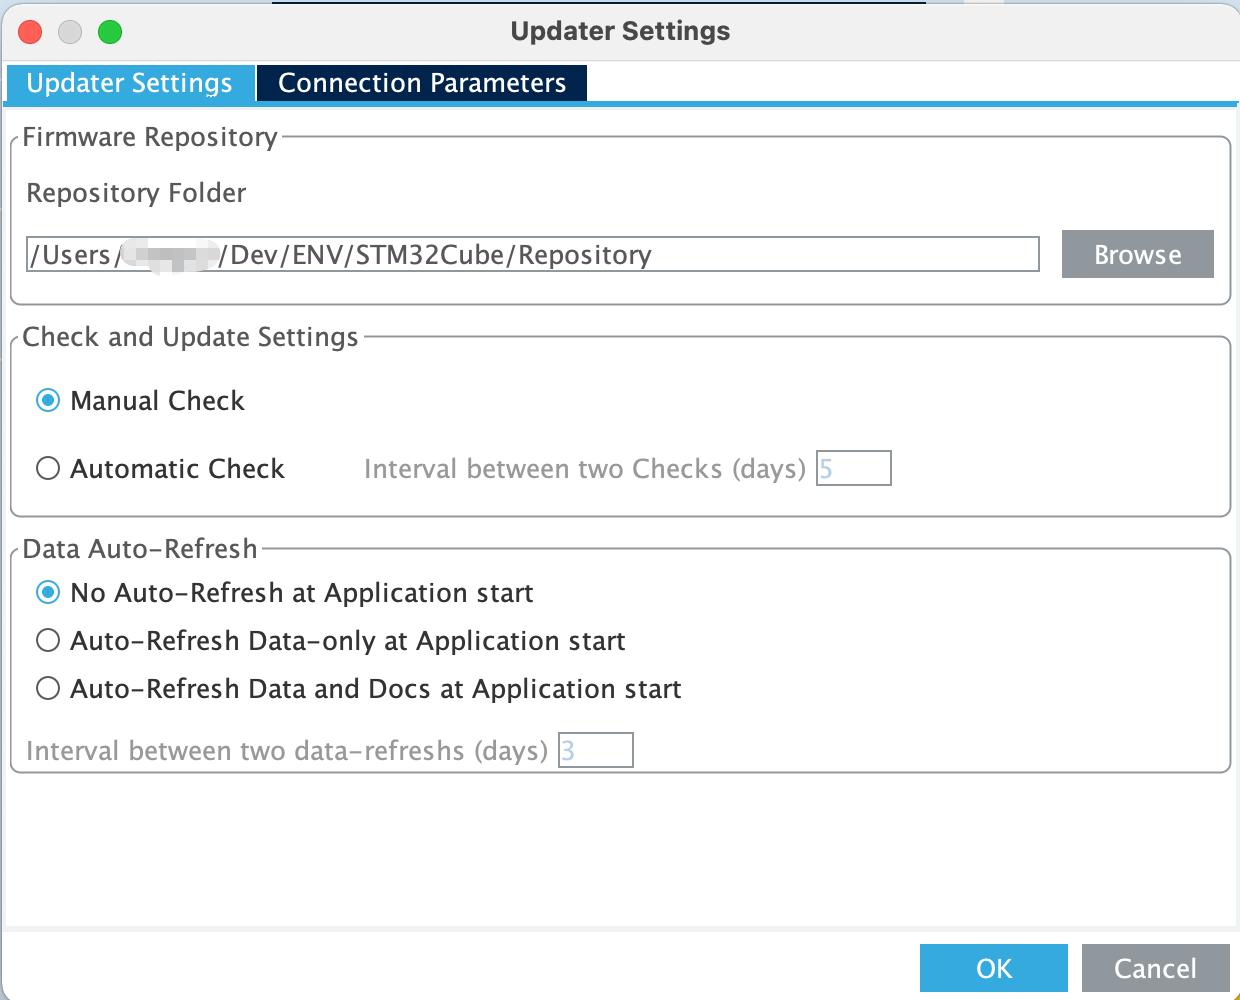 Updater Settings
Updater Settings
Connection Parameters
Firmware Repository
Repository Folder
/Users/ /Dev/ENV/STM32Cube/Repository
Browse
Check and Update Settings
Manual Check
Automatic Check
Interval between two Checks (days) 5
Data Auto-Refresh
No Auto-Refresh at Application start
Auto-Refresh Data-only at Application start
Auto-Refresh Data and Docs at Application start
Interval between two data-refreshs (days) 3
OK
Cancel